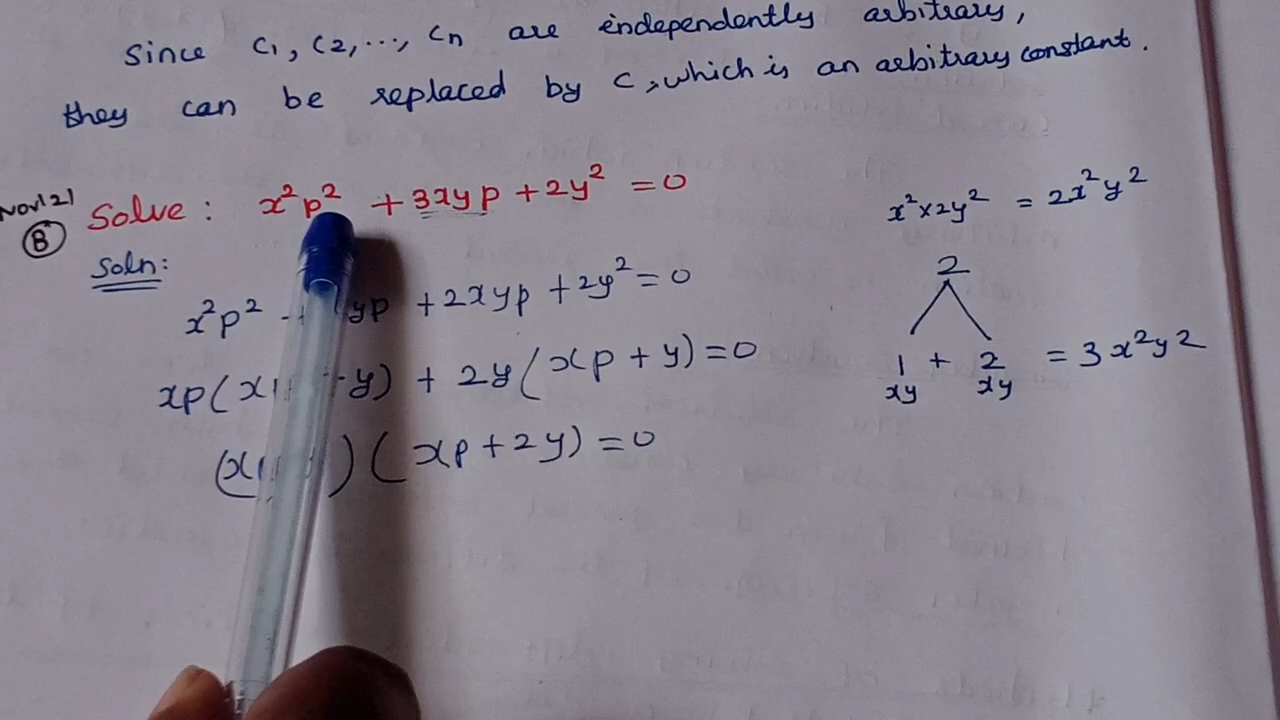 Since C1, C2, ..., Cn are independently arbitrary,
they can be replaced by C, which is an arbitrary constant.
Nov'21
Solve: x²p² + 3xyp + 2y² = 0
x² × 2y² = 2x²y²
B
Soln:
2
x²p² + yp + 2xyp + 2y² = 0
xp(x + y) + 2y(xp + y) = 0
1 + 2 = 3x²y²
xy xy
(x )(xp + 2y) = 0